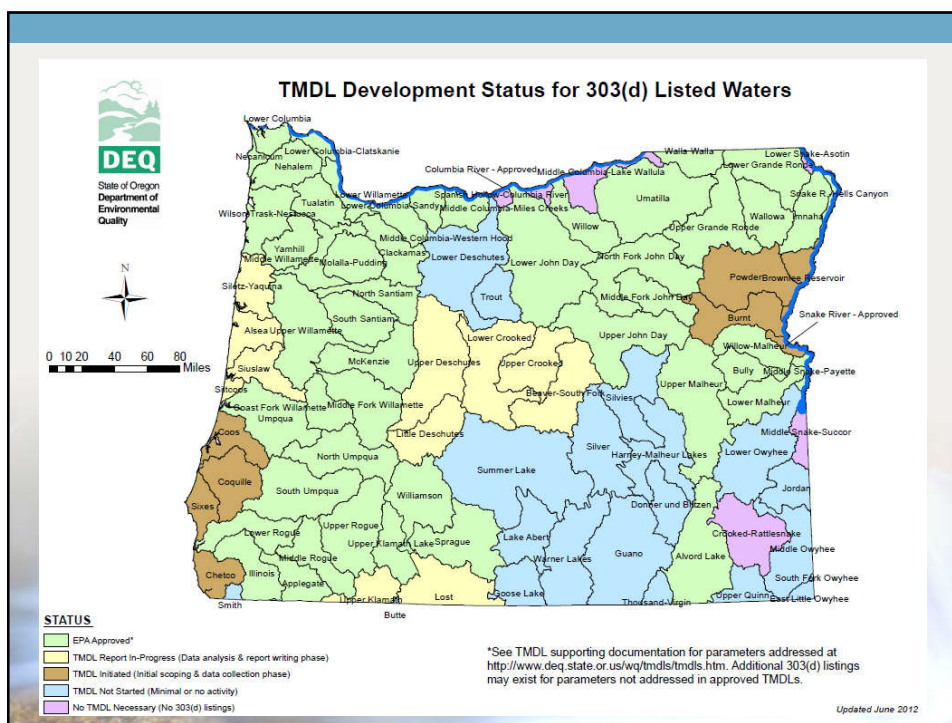 TMDL Development Status for 303(d) Listed Waters
DEQ
State of Oregon
Department of
Environmental
Quality
N
0 10 20 40 60 80
Miles
Lower Columbia
Necanicum
Lower Columbia-Clatskanie
Nehalem
Tualatin
Wilson-Trask-Nestucca
Yamhill
Middle Willamette
Molalla-Pudding
Clackamas
Lower Willamette
Lower Columbia-Sandy
Columbia River - Approved
Spanish Hollow-Columbia River
Middle Columbia-Miles Creeks
Middle Columbia-Lake Wallula
Middle Columbia-Western Hood
Walla Walla
Lower Grande Ronde
Lower Snake-Asotin
Snake R. Hells Canyon
Umatilla
Willow
Wallowa
Imnaha
Upper Grande Ronde
Lower Deschutes
Lower John Day
North Fork John Day
Powder
Brownlee Reservoir
Siletz-Yaquina
North Santiam
Trout
Middle Fork John Day
Burnt
Snake River - Approved
South Santiam
Alsea
Upper Willamette
Lower Crooked
Upper John Day
Willow-Malheur
McKenzie
Upper Deschutes
Upper Crooked
Bully
Middle Snake-Payette
Siuslaw
Siltcoos
Beaver-South Fork
Silvies
Upper Malheur
Lower Malheur
Coast Fork Willamette
Middle Fork Willamette
Umpqua
Little Deschutes
Middle Snake-Succor
Coos
North Umpqua
Silver
Harney-Malheur Lakes
Lower Owyhee
Summer Lake
Coquille
South Umpqua
Williamson
Jordan
Sixes
Donner und Blitzen
Upper Rogue
Lower Rogue
Upper Klamath Lake
Sprague
Lake Abert
Crooked-Rattlesnake
Middle Rogue
Warner Lakes
Guano
Alvord Lake
Middle Owyhee
Chetco
Illinois
Applegate
South Fork Owyhee
Smith
Upper Klamath
Lost
Goose Lake
Thousand-Virgin
Upper Quinn
East Little Owyhee
Butte
STATUS
EPA Approved*
TMDL Report In-Progress (Data analysis & report writing phase)
TMDL Initiated (Initial scoping & data collection phase)
TMDL Not Started (Minimal or no activity)
No TMDL Necessary (No 303(d) listings)
*See TMDL supporting documentation for parameters addressed at
http://www.deq.state.or.us/wq/tmdls/tmdls.htm. Additional 303(d) listings
may exist for parameters not addressed in approved TMDLs.
Updated June 2012